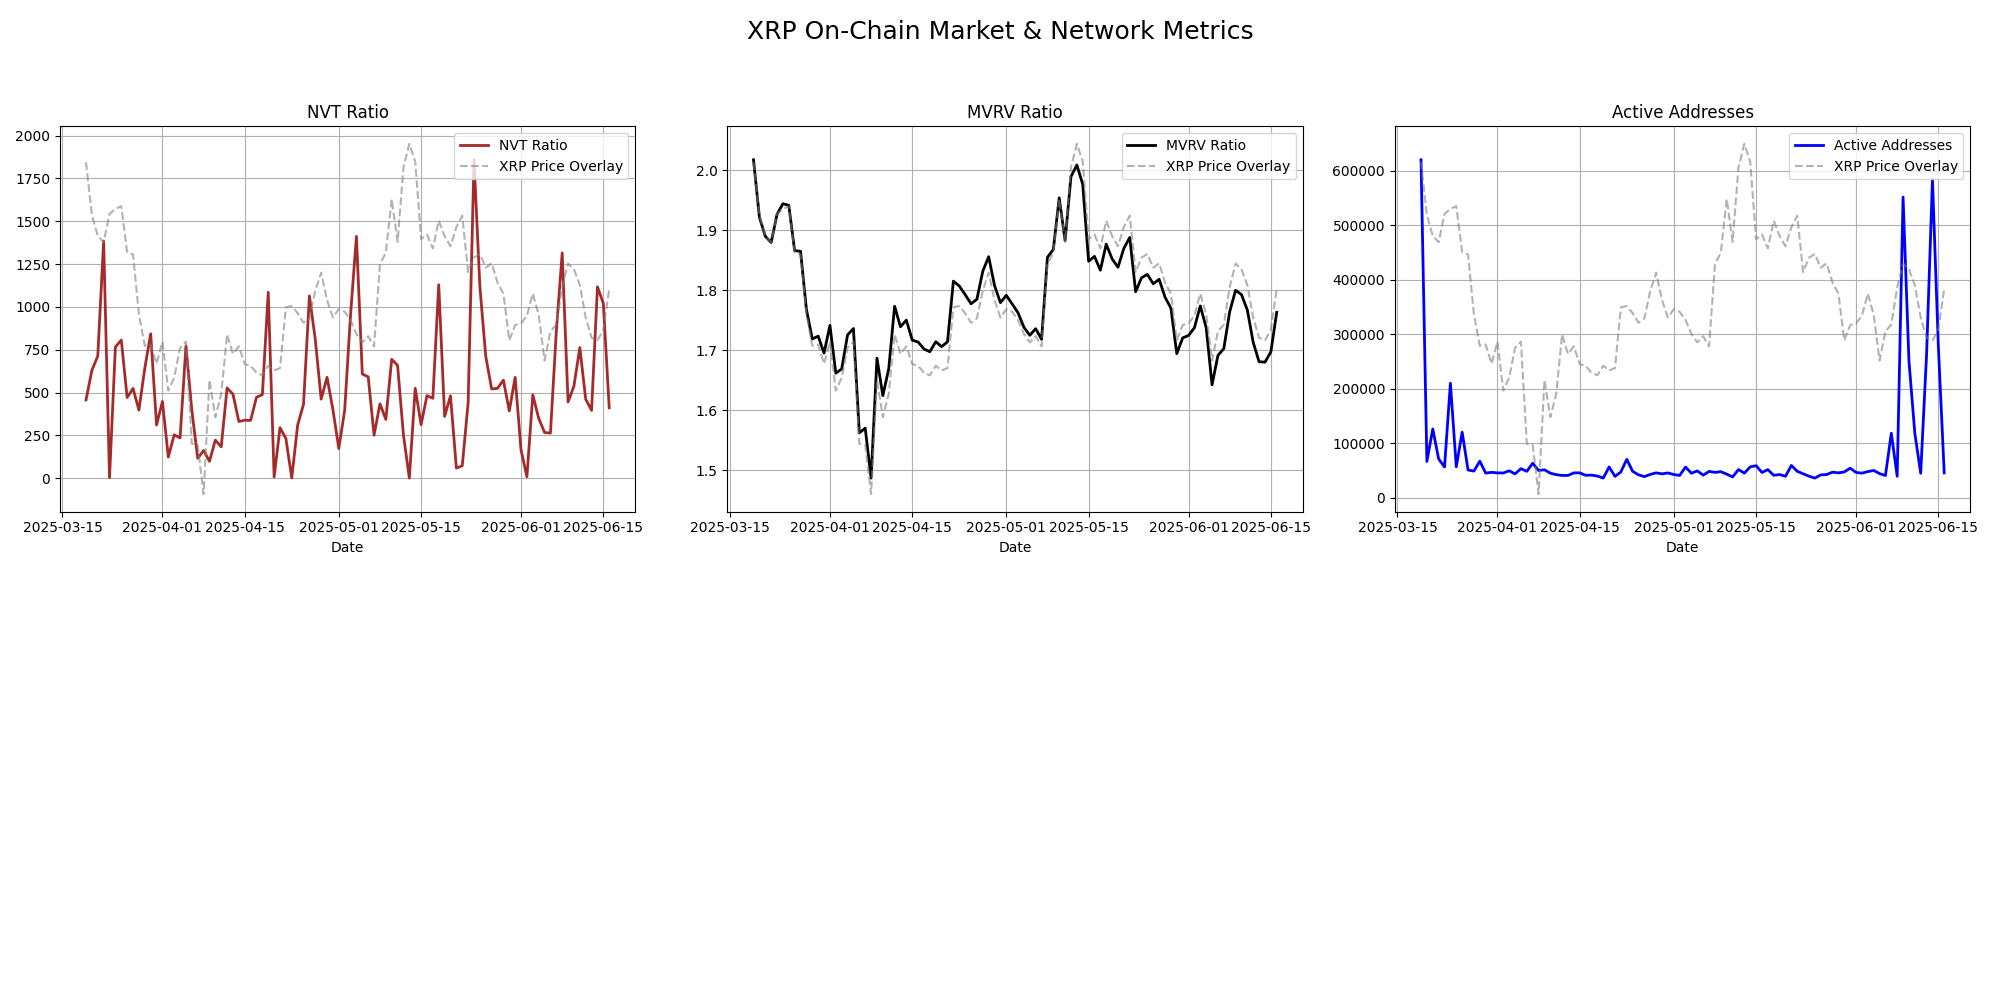 XRP On-Chain Market & Network Metrics
NVT Ratio
NVT Ratio
XRP Price Overlay
2000
1750
1500
1250
1000
750
500
250
0
2025-03-15 2025-04-01 2025-04-15 2025-05-01 2025-05-15 2025-06-01 2025-06-15
Date
MVRV Ratio
MVRV Ratio
XRP Price Overlay
2.0
1.9
1.8
1.7
1.6
1.5
2025-03-15 2025-04-01 2025-04-15 2025-05-01 2025-05-15 2025-06-01 2025-06-15
Date
Active Addresses
Active Addresses
XRP Price Overlay
600000
500000
400000
300000
200000
100000
0
2025-03-15 2025-04-01 2025-04-15 2025-05-01 2025-05-15 2025-06-01 2025-06-15
Date